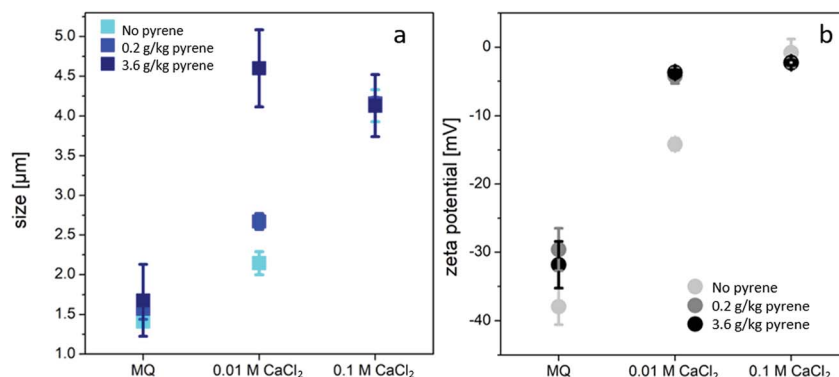 a
No pyrene
0.2 g/kg pyrene
3.6 g/kg pyrene
size [µm]
5.0
4.5
4.0
3.5
3.0
2.5
2.0
1.5
1.0
MQ
0.01 M CaCl₂
0.1 M CaCl₂
b
zeta potential [mV]
0
-10
-20
-30
-40
No pyrene
0.2 g/kg pyrene
3.6 g/kg pyrene
MQ
0.01 M CaCl₂
0.1 M CaCl₂